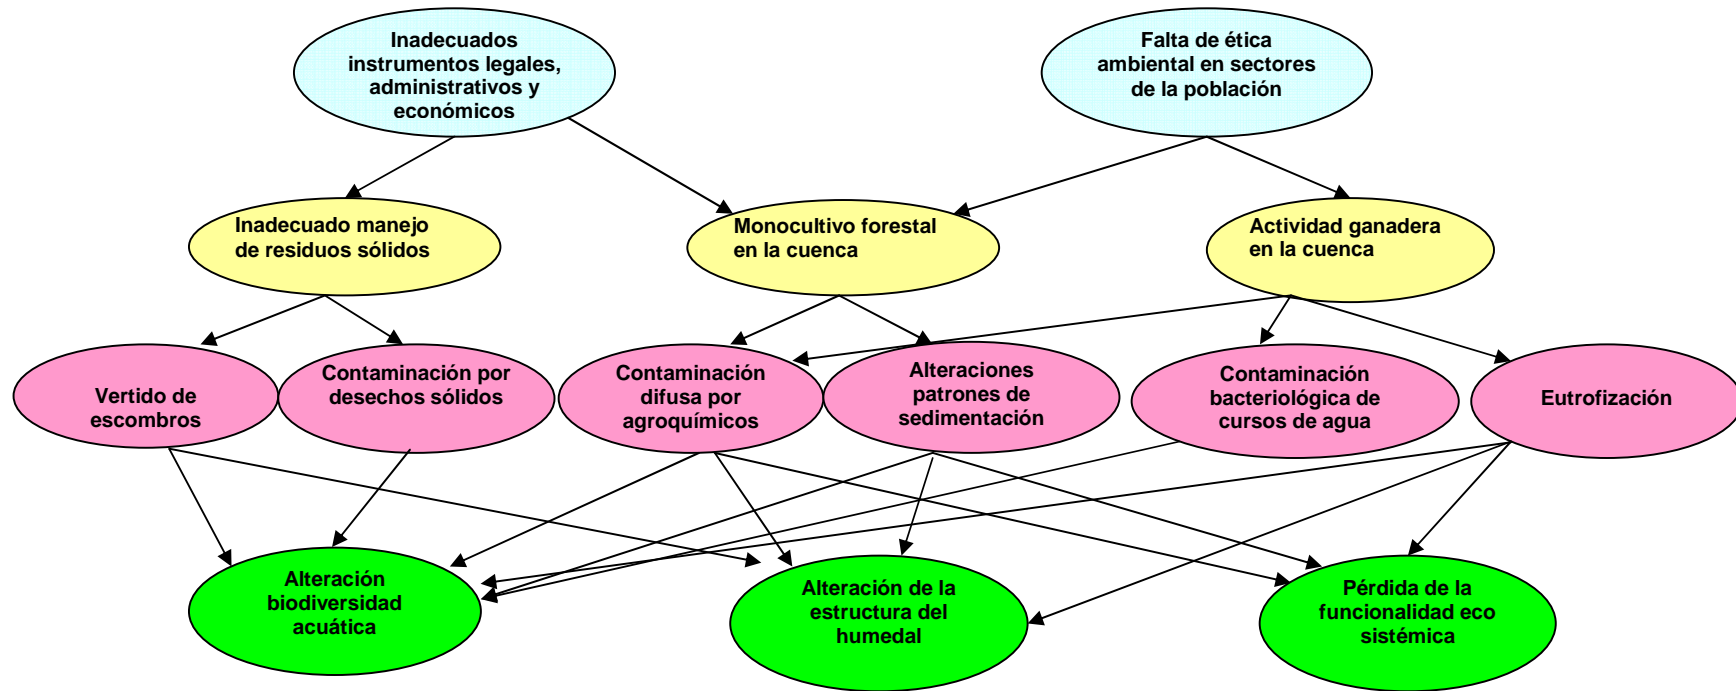 Inadecuados
instrumentos legales,
administrativos y
económicos
Falta de ética
ambiental en sectores
de la población
Inadecuado manejo
de residuos sólidos
Monocultivo forestal
en la cuenca
Actividad ganadera
en la cuenca
Vertido de
escombros
Contaminación por
desechos sólidos
Contaminación
difusa por
agroquímicos
Alteraciones
patrones de
sedimentación
Contaminación
bacteriológica de
cursos de agua
Eutrofización
Alteración
biodiversidad
acuática
Alteración de la
estructura del
humedal
Pérdida de la
funcionalidad eco
sistémica